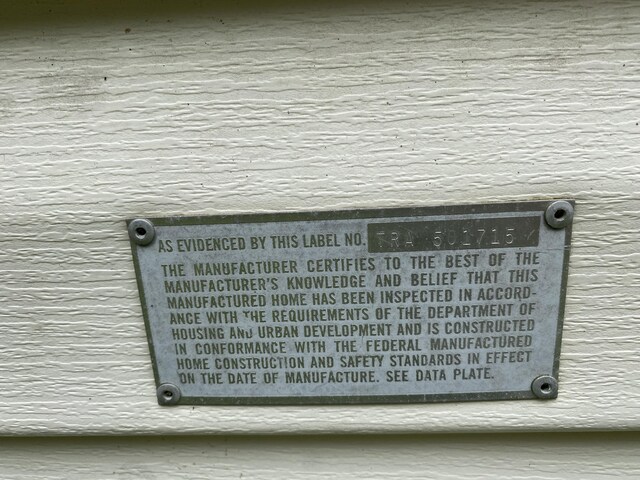 AS EVIDENCED BY THIS LABEL NO. TRA 501715
THE MANUFACTURER CERTIFIES TO THE BEST OF THE
MANUFACTURER'S KNOWLEDGE AND BELIEF THAT THIS
MANUFACTURED HOME HAS BEEN INSPECTED IN ACCORD-
ANCE WITH THE REQUIREMENTS OF THE DEPARTMENT OF
HOUSING AND URBAN DEVELOPMENT AND IS CONSTRUCTED
IN CONFORMANCE WITH THE FEDERAL MANUFACTURED
HOME CONSTRUCTION AND SAFETY STANDARDS IN EFFECT
ON THE DATE OF MANUFACTURE. SEE DATA PLATE.